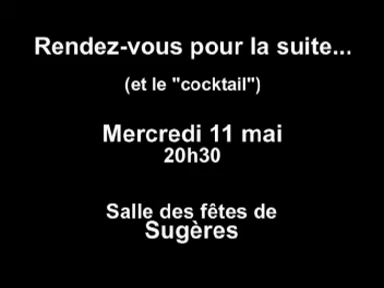 Rendez-vous pour la suite...
(et le "cocktail")
Mercredi 11 mai
20h30
Salle des fêtes de
Sugères